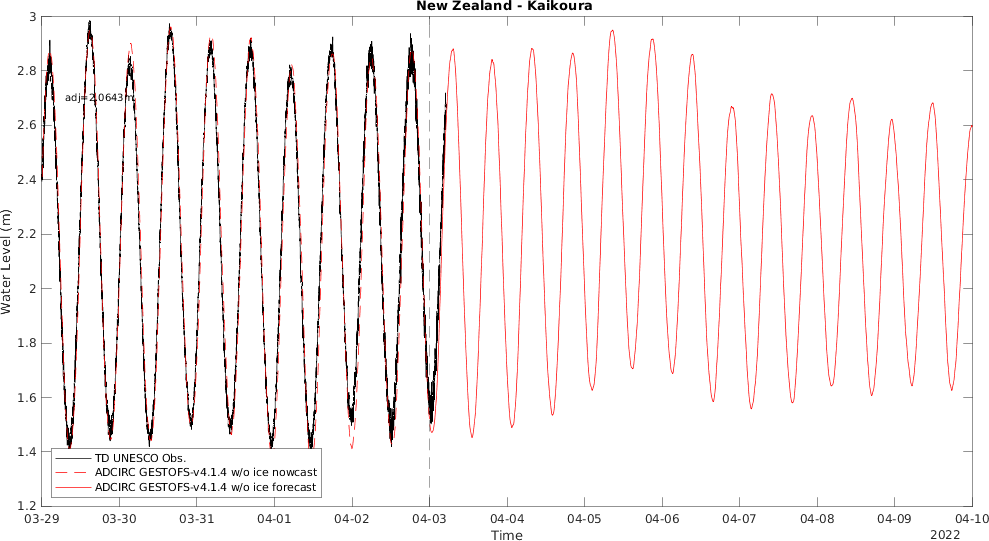 New Zealand - Kaikoura
3
2.8
adj=2.0643 m
2.6
2.4
2.2
2
1.8
1.6
1.4
1.2
Water Level (m)
TD UNESCO Obs.
ADCIRC GESTOFS-v4.1.4 w/o ice nowcast
ADCIRC GESTOFS-v4.1.4 w/o ice forecast
03-29 03-30 03-31 04-01 04-02 04-03 04-04 04-05 04-06 04-07 04-08 04-09 04-10
Time
2022